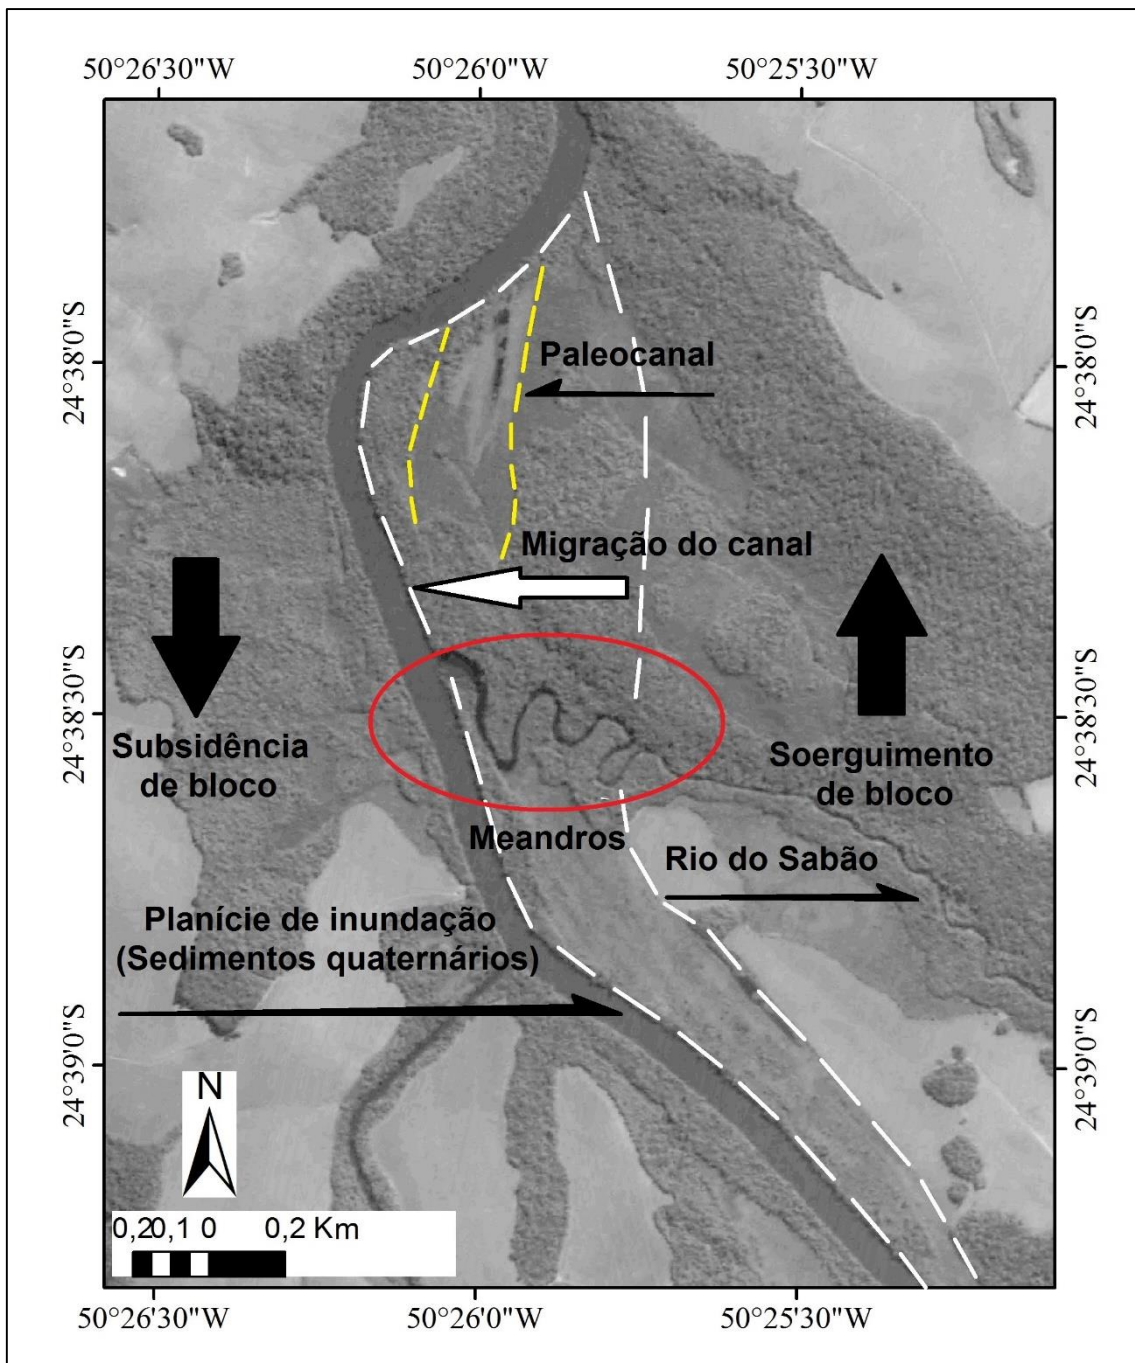 50°26'30"W
50°26'0"W
50°25'30"W
24°38'0"S
24°38'0"S
Paleocanal
Migração do canal
24°38'30"S
24°38'30"S
Subsidência
de bloco
Soerguimento
de bloco
Meandros
Rio do Sabão
Planície de inundação
(Sedimentos quaternários)
24°39'0"S
24°39'0"S
N
0,2 0,1 0 0,2 Km
50°26'30"W
50°26'0"W
50°25'30"W